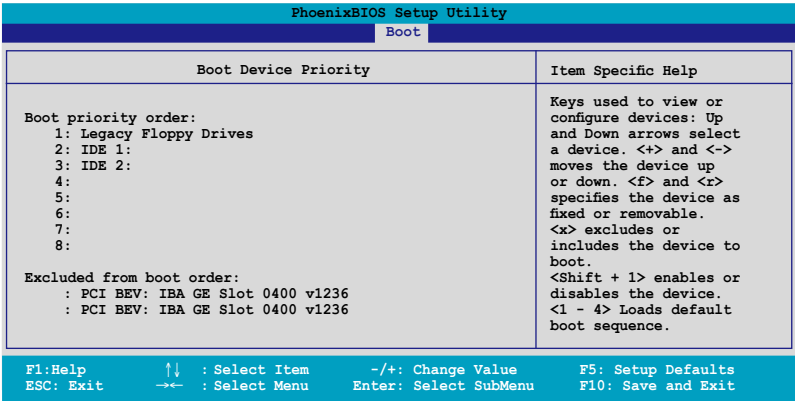 PhoenixBIOS Setup Utility
Boot
Boot Device Priority
Boot priority order:
1: Legacy Floppy Drives
2: IDE 1:
3: IDE 2:
4:
5:
6:
7:
8:
Excluded from boot order:
: PCI BEV: IBA GE Slot 0400 v1236
: PCI BEV: IBA GE Slot 0400 v1236
Item Specific Help
Keys used to view or
configure devices: Up
and Down arrows select
a device. <+> and <->
moves the device up
or down. <f> and <r>
specifies the device as
fixed or removable.
<x> excludes or
includes the device to
boot.
<Shift + 1> enables or
disables the device.
<1 - 4> Loads default
boot sequence.
F1:Help ↑↓ : Select Item -/+: Change Value F5: Setup Defaults
ESC: Exit →← : Select Menu Enter: Select SubMenu F10: Save and Exit